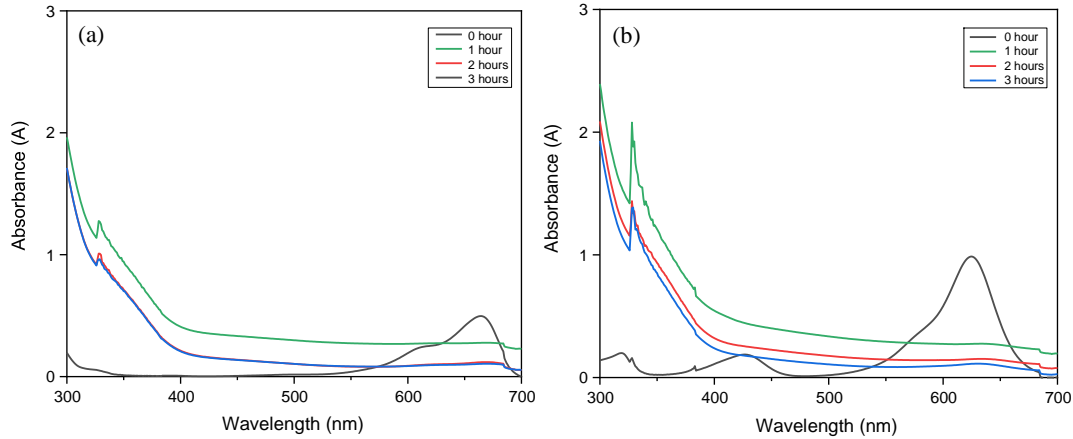 (a)
0 hour
1 hour
2 hours
3 hours
3
2
1
0
300
400
500
600
700
Absorbance (A)
Wavelength (nm)
(b)
0 hour
1 hour
2 hours
3 hours
3
2
1
0
300
400
500
600
700
Absorbance (A)
Wavelength (nm)